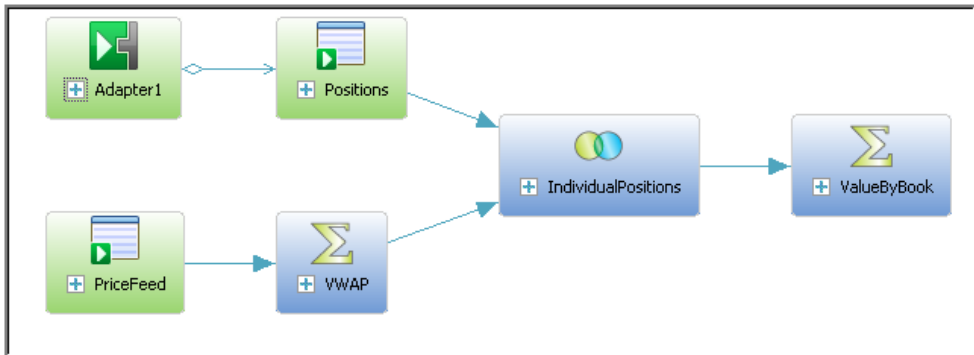 Adapter1
Positions
IndividualPositions
ValueByBook
PriceFeed
VWAP